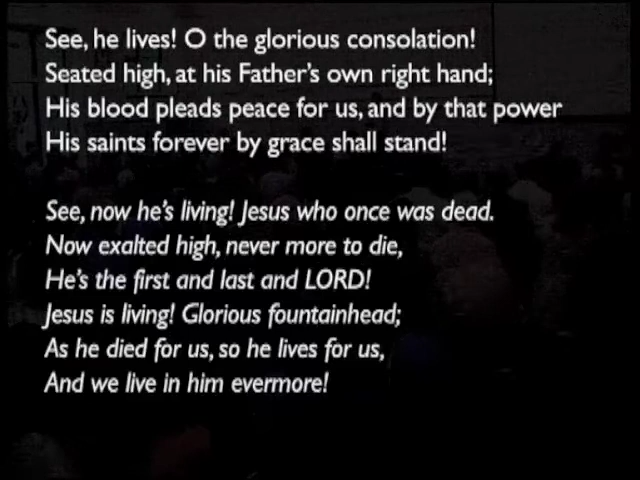 See, he lives! O the glorious consolation!
Seated high, at his Father's own right hand;
His blood pleads peace for us, and by that power
His saints forever by grace shall stand!
See, now he's living! Jesus who once was dead.
Now exalted high, never more to die,
He's the first and last and LORD!
Jesus is living! Glorious fountainhead;
As he died for us, so he lives for us,
And we live in him evermore!